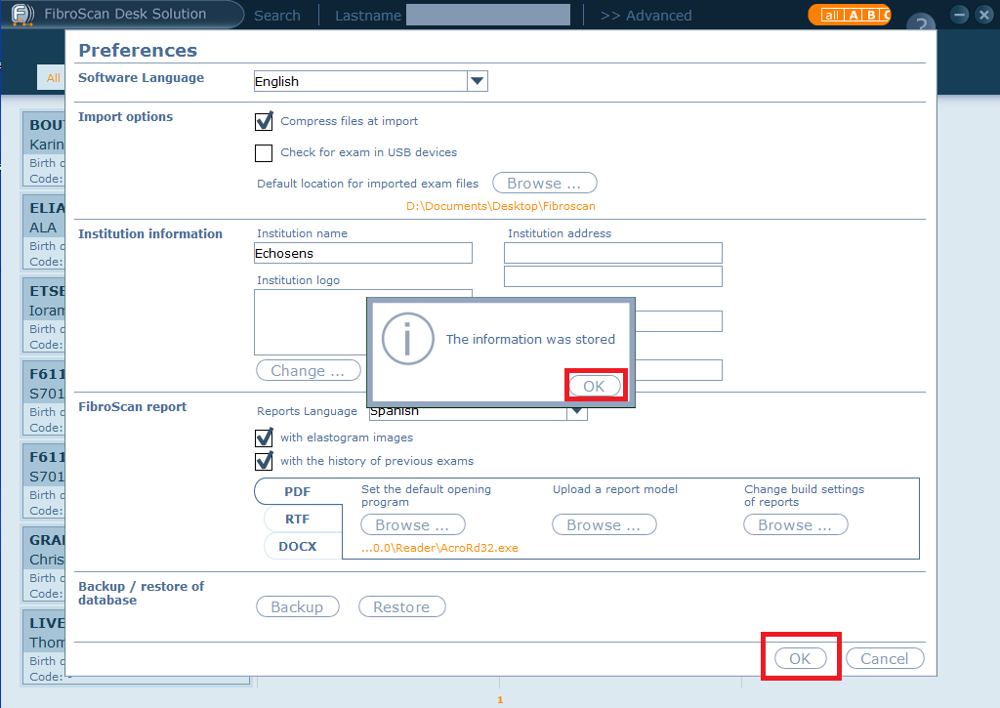 FibroScan Desk Solution
Search
Lastname
>> Advanced
all A B C
?
Preferences
All
Software Language
English
Import options
Compress files at import
Check for exam in USB devices
Default location for imported exam files
Browse ...
D:\Documents\Desktop\Fibroscan
Institution information
Institution name
Institution address
Echosens
Institution logo
Change ...
The information was stored
OK
FibroScan report
Reports Language
Spanish
with elastogram images
with the history of previous exams
PDF
RTF
DOCX
Set the default opening
program
Browse ...
...0.0\Reader\AcroRd32.exe
Upload a report model
Browse ...
Change build settings
of reports
Browse ...
Backup / restore of
database
Backup
Restore
OK
Cancel
BOU
Karin
Birth
Code:
ELIA
ALA
Birth
Code:
ETSE
Ioram
Birth
Code:
F611
S701
Birth
Code:
F611
S701
Birth
Code:
GRA
Chris
Birth
Code:
LIVE
Thom
Birth
Code: -
1